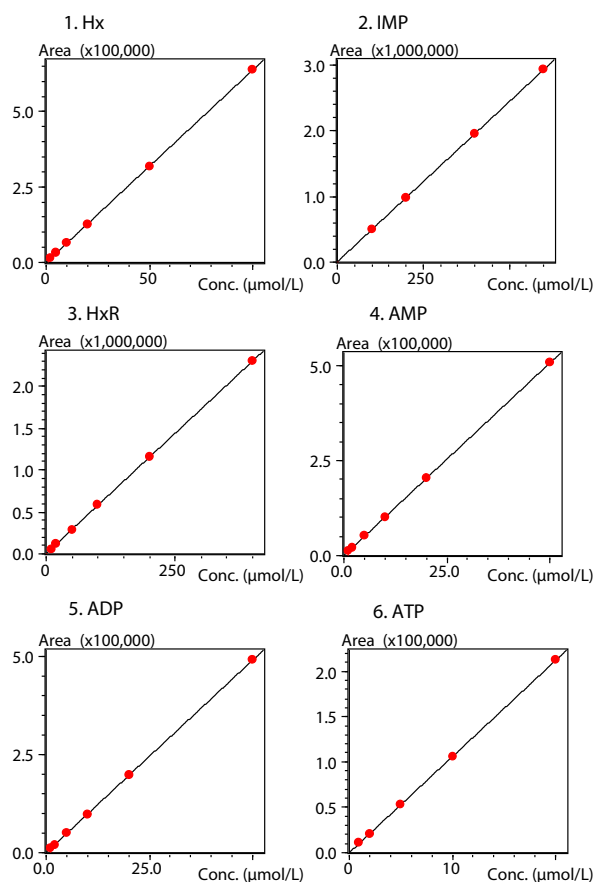 1. Hx
Area (x100,000)
5.0
2.5
0.0
0
50
Conc. (µmol/L)
2. IMP
Area (x1,000,000)
3.0
2.0
1.0
0.0
0
250
Conc. (µmol/L)
3. HxR
Area (x1,000,000)
2.0
1.5
1.0
0.5
0.0
0
250
Conc. (µmol/L)
4. AMP
Area (x100,000)
5.0
2.5
0.0
0.0
25.0
Conc. (µmol/L)
5. ADP
Area (x100,000)
5.0
2.5
0.0
0.0
25.0
Conc. (µmol/L)
6. ATP
Area (x100,000)
2.0
1.5
1.0
0.5
0.0
0
10
Conc. (µmol/L)